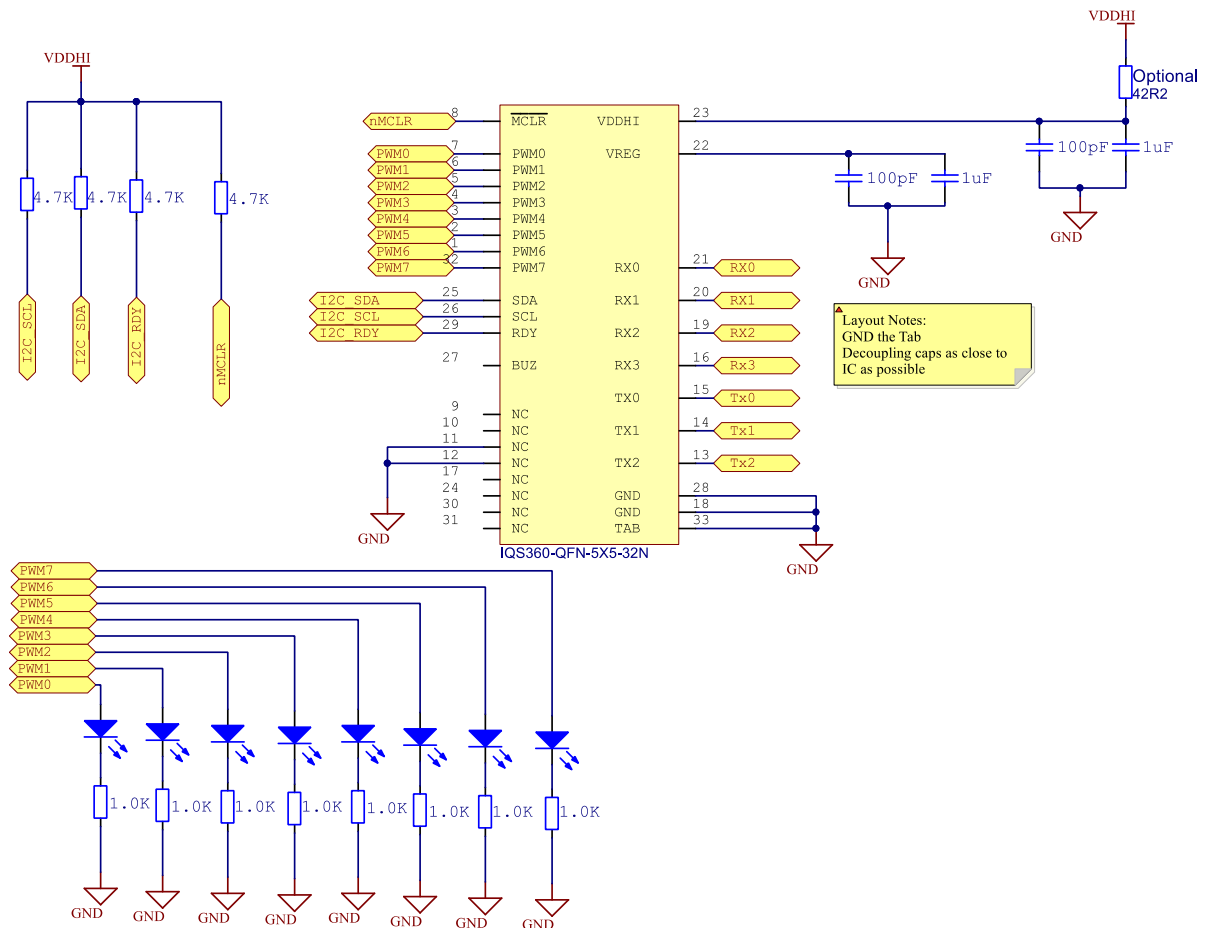 VDDHI
4.7K
4.7K
4.7K
4.7K
I2C SCL
I2C_SDA
I2C RDY
nMCLR
VDDHI
Optional
42R2
100pF
1uF
GND
100pF
1uF
GND
nMCLR 8 MCLR
PWM0 7 PWM0
PWM1 6 PWM1
PWM2 5 PWM2
PWM3 4 PWM3
PWM4 3 PWM4
PWM5 2 PWM5
PWM6 1 PWM6
PWM7 32 PWM7
I2C SDA 25 SDA
I2C SCL 26 SCL
I2C RDY 29 RDY
27 BUZ
9 NC
10 NC
11 NC
12 NC
17 NC
24 NC
30 NC
31 NC
GND
VDDHI 23
VREG 22
RX0 21 RX0
RX1 20 RX1
RX2 19 RX2
RX3 16 Rx3
TX0 15 Tx0
TX1 14 Tx1
TX2 13 Tx2
GND 28
GND 18
TAB 33
GND
IQS360-QFN-5X5-32N
Layout Notes:
GND the Tab
Decoupling caps as close to
IC as possible
PWM7
PWM6
PWM5
PWM4
PWM3
PWM2
PWM1
PWM0
1.0K
1.0K
1.0K
1.0K
1.0K
1.0K
1.0K
1.0K
GND
GND
GND
GND
GND
GND
GND
GND